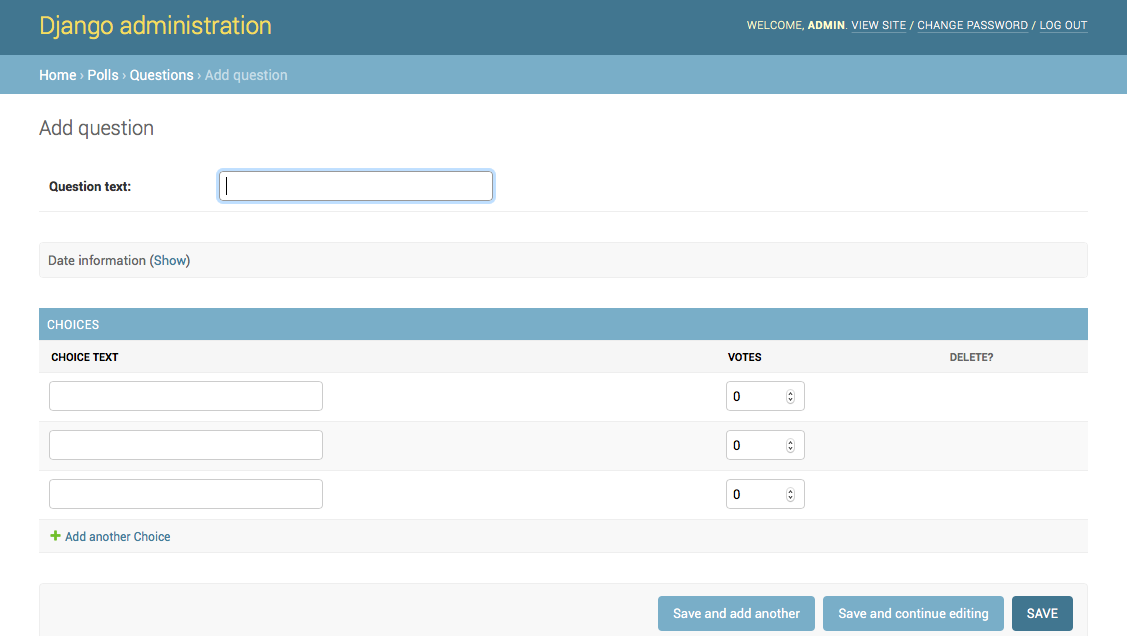 Django administration
WELCOME, ADMIN. VIEW SITE / CHANGE PASSWORD / LOG OUT
Home › Polls › Questions › Add question
Add question
Question text:
Date information (Show)
CHOICES
CHOICE TEXT VOTES DELETE?
0
0
0
Add another Choice
Save and add another Save and continue editing SAVE